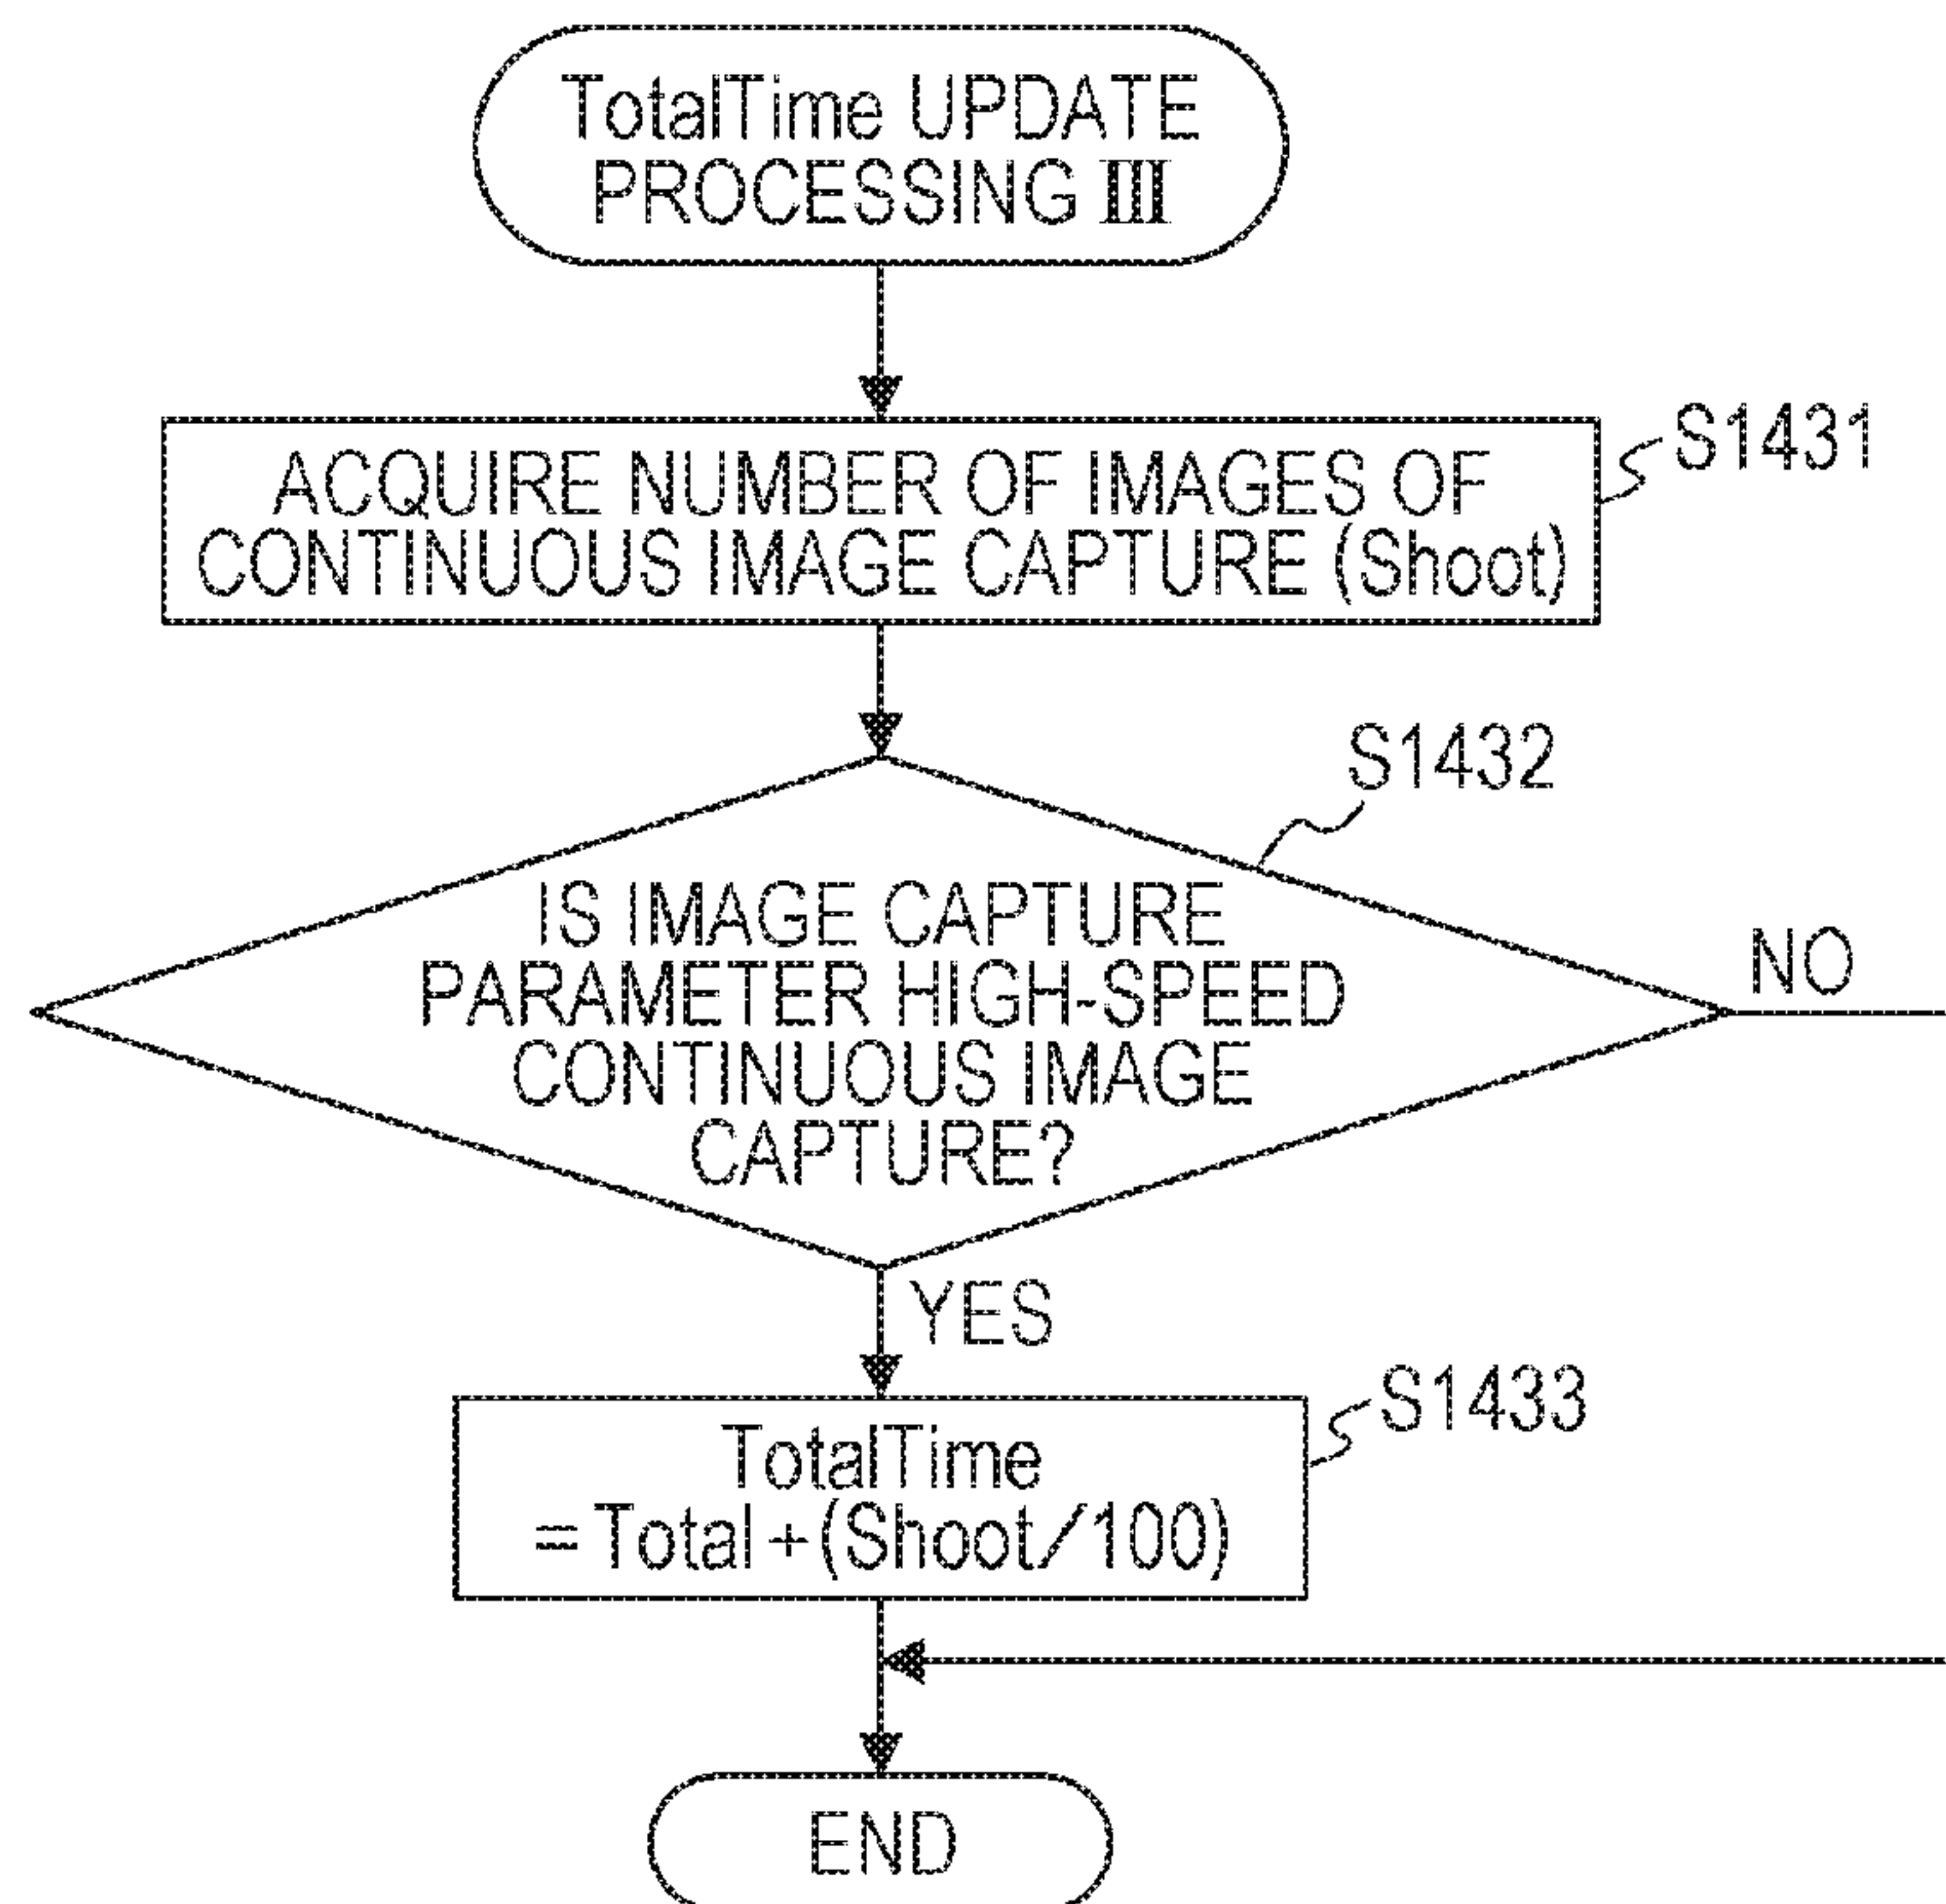 TotalTime UPDATE
PROCESSING III
S1431
ACQUIRE NUMBER OF IMAGES OF
CONTINUOUS IMAGE CAPTURE (Shoot)
S1432
IS IMAGE CAPTURE
PARAMETER HIGH-SPEED
CONTINUOUS IMAGE
CAPTURE?
NO
YES
S1433
TotalTime
=Total+(Shoot/100)
END